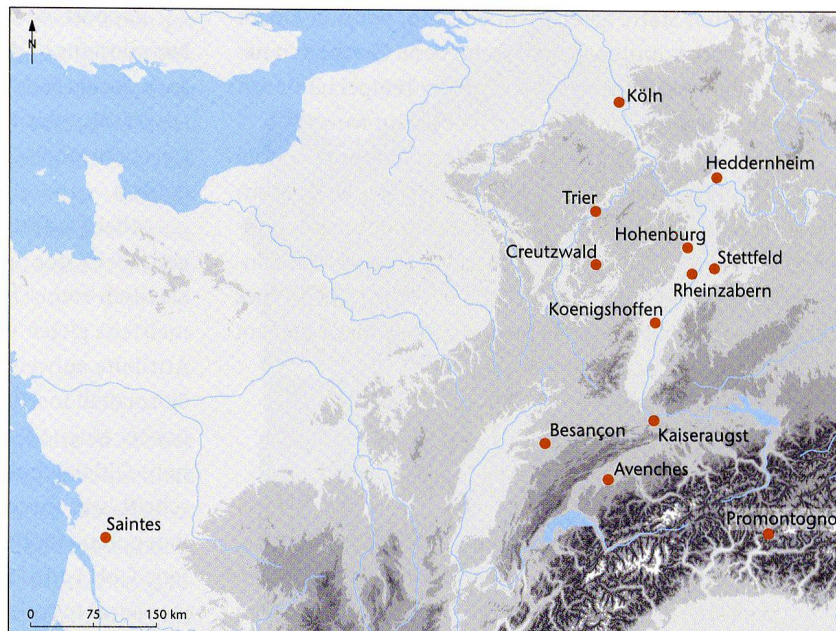 N
Köln
Heddernheim
Trier
Hohenburg
Creutzwald
Stettfeld
Rheinzabern
Koenigshoffen
Besançon
Kaiseraugst
Avenches
Saintes
Promontogno
0 75 150 km